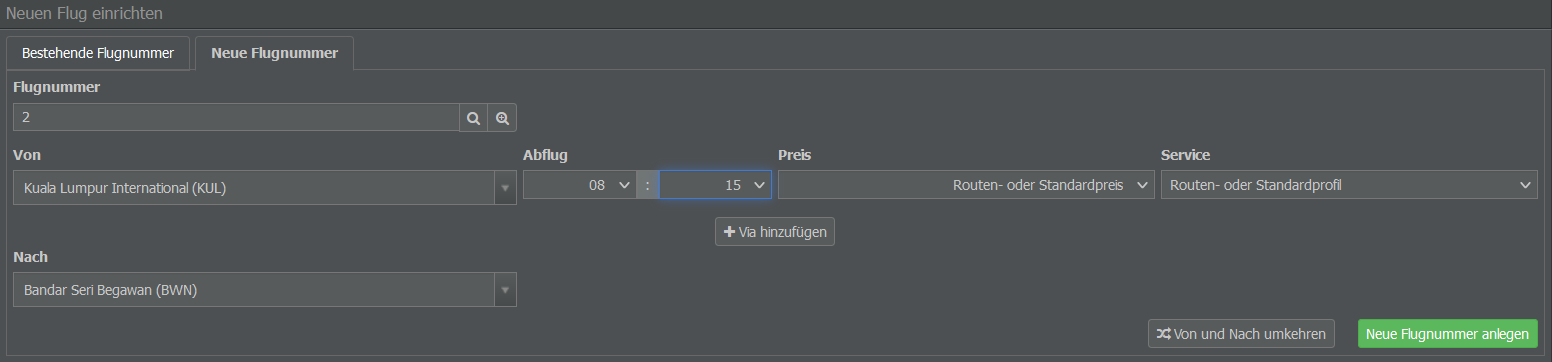 Neuen Flug einrichten
Bestehende Flugnummer Neue Flugnummer
Flugnummer
2
Von Abflug Preis Service
Kuala Lumpur International (KUL) 08 : 15 Routen- oder Standardpreis Routen- oder Standardprofil
Via hinzufügen
Nach
Bandar Seri Begawan (BWN)
Von und Nach umkehren Neue Flugnummer anlegen